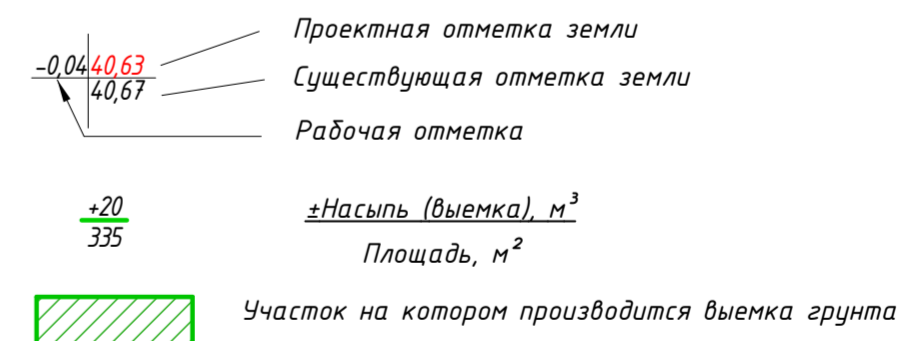 Проектная отметка земли
-0,04 40,63
40,67
Существующая отметка земли
Рабочая отметка
+20
335
±Насыпь (выемка), м³
Площадь, м²
Участок на котором производится выемка грунта